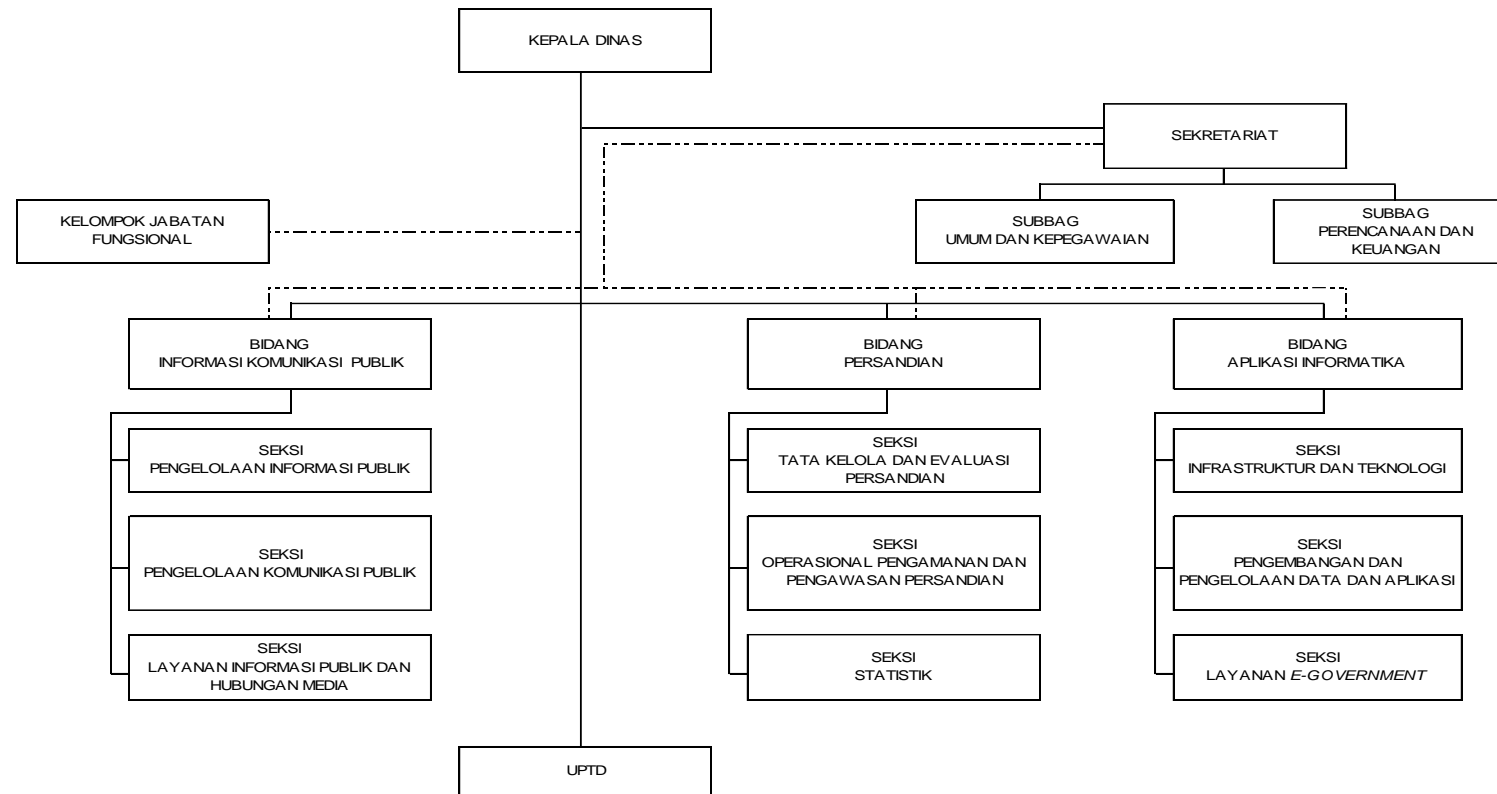 KEPALA DINAS
SEKRETARIAT
KELOMPOK JABATAN
FUNGSIONAL
SUBBAG
UMUM DAN KEPEGAWAIAN
SUBBAG
PERENCANAAN DAN
KEUANGAN
BIDANG
INFORMASI KOMUNIKASI PUBLIK
BIDANG
PERSANDIAN
BIDANG
APLIKASI INFORMATIKA
SEKSI
PENGELOLAAN INFORMASI PUBLIK
SEKSI
TATA KELOLA DAN EVALUASI
PERSANDIAN
SEKSI
INFRASTRUKTUR DAN TEKNOLOGI
SEKSI
PENGELOLAAN KOMUNIKASI PUBLIK
SEKSI
OPERASIONAL PENGAMANAN DAN
PENGAWASAN PERSANDIAN
SEKSI
PENGEMBANGAN DAN
PENGELOLAAN DATA DAN APLIKASI
SEKSI
LAYANAN INFORMASI PUBLIK DAN
HUBUNGAN MEDIA
SEKSI
STATISTIK
SEKSI
LAYANAN E-GOVERNMENT
UPTD